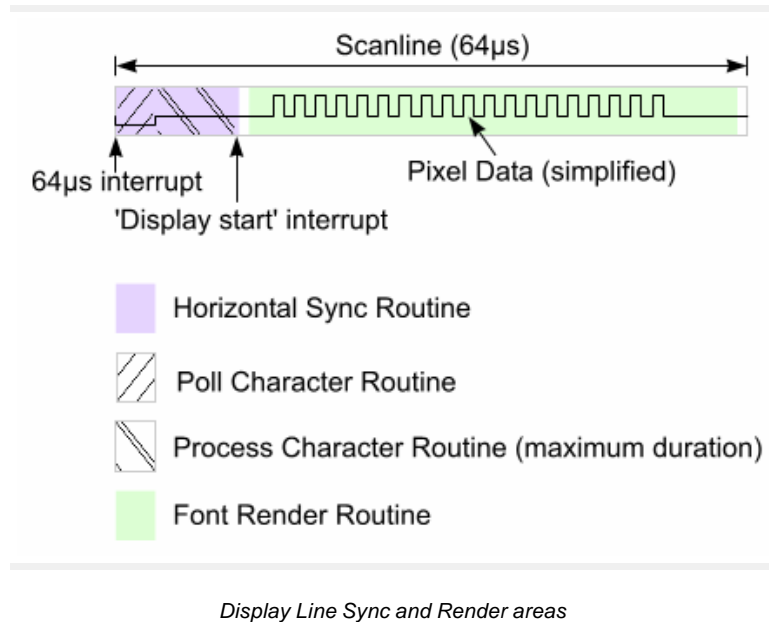 Scanline (64µs)
64µs interrupt
Pixel Data (simplified)
'Display start' interrupt
Horizontal Sync Routine
Poll Character Routine
Process Character Routine (maximum duration)
Font Render Routine
Display Line Sync and Render areas